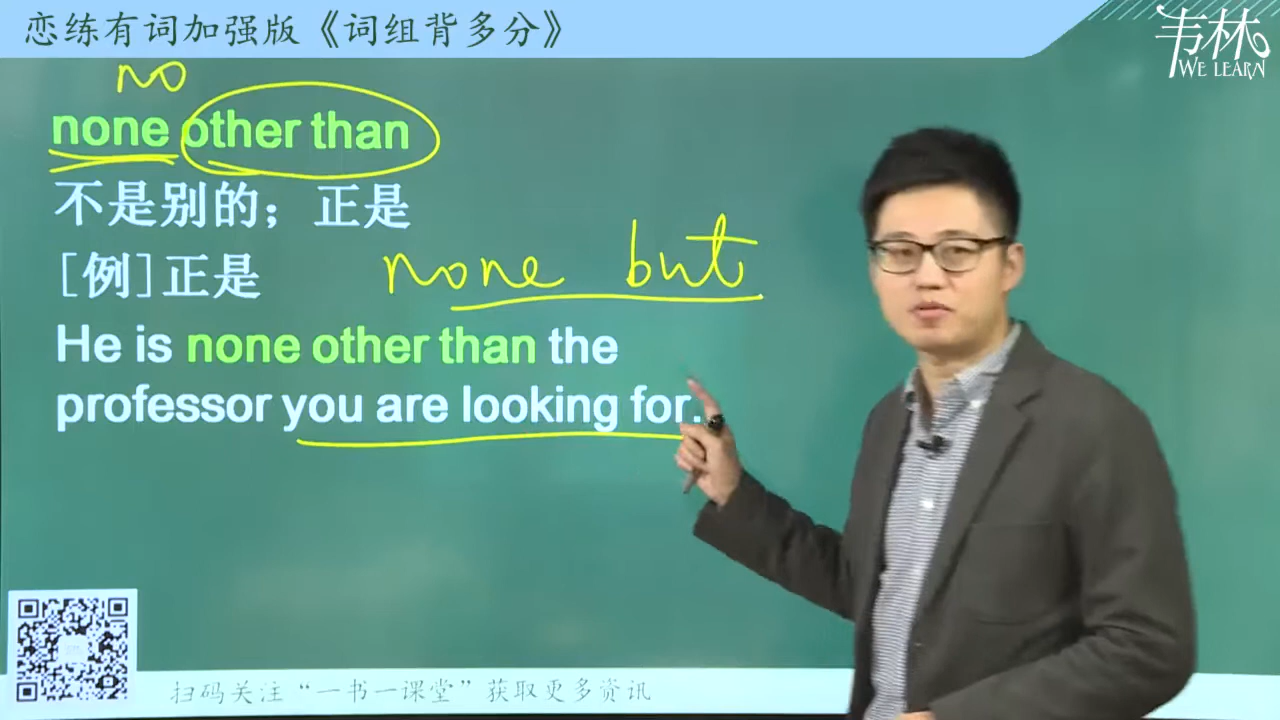 恋练有词加强版《词组背多分》
韦林
WE LEARN
no
none other than
不是别的；正是
[例]正是
none but
He is none other than the
professor you are looking for.
扫码关注“一书一课堂”获取更多资讯